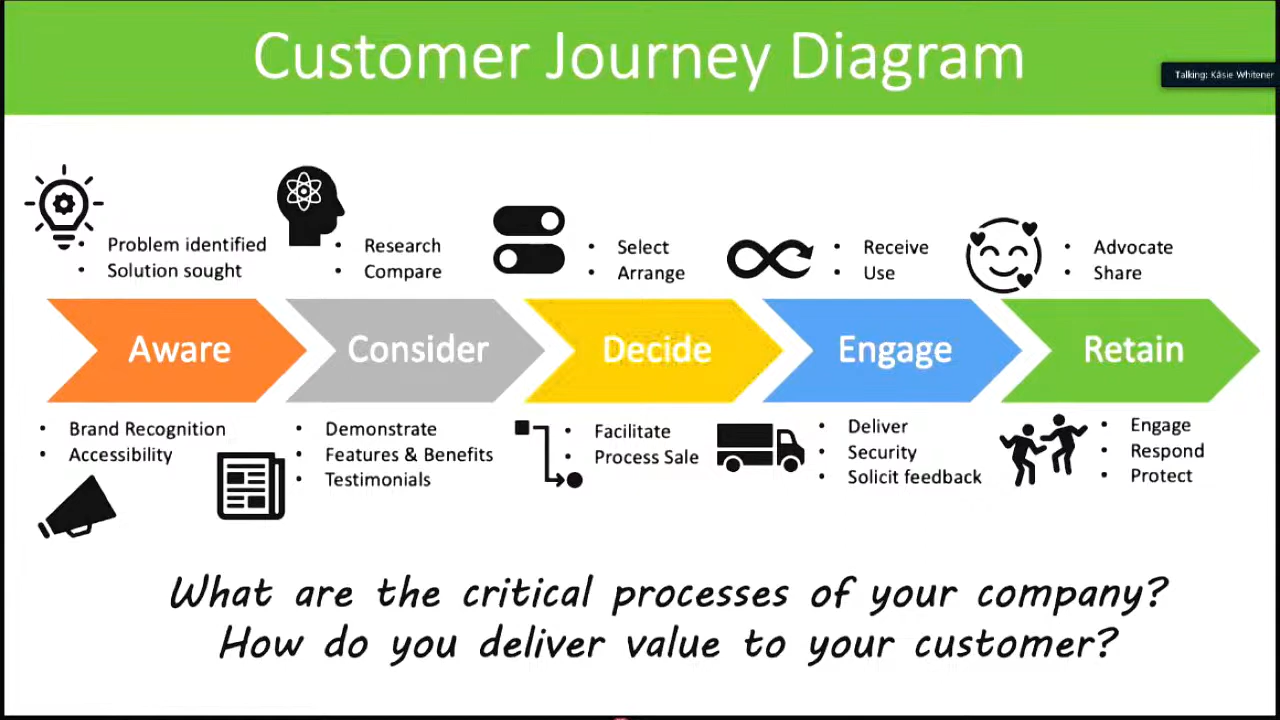 Customer Journey Diagram
Talking: Kasie Whitener
Problem identified
Solution sought
Research
Compare
Select
Arrange
Receive
Use
Advocate
Share
Aware
Consider
Decide
Engage
Retain
Brand Recognition
Accessibility
Demonstrate
Features & Benefits
Testimonials
Facilitate
Process Sale
Deliver
Security
Solicit feedback
Engage
Respond
Protect
What are the critical processes of your company?
How do you deliver value to your customer?